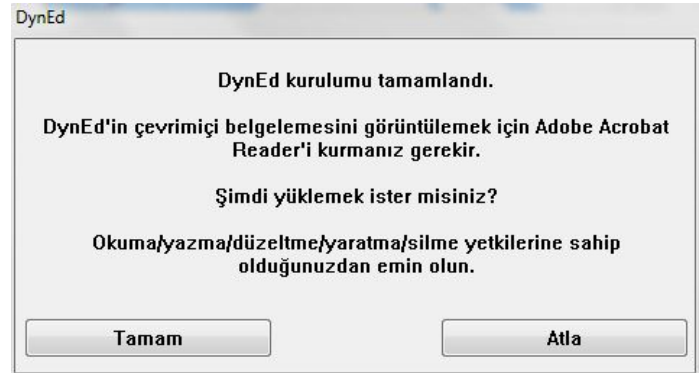 DynEd
DynEd kurulumu tamamlandı.
DynEd'in çevrimiçi belgelemesini görüntülemek için Adobe Acrobat
Reader'i kurmanız gerekir.
Şimdi yüklemek ister misiniz?
Okuma/yazma/düzeltme/yaratma/silme yetkilerine sahip
olduğunuzdan emin olun.
Tamam
Atla